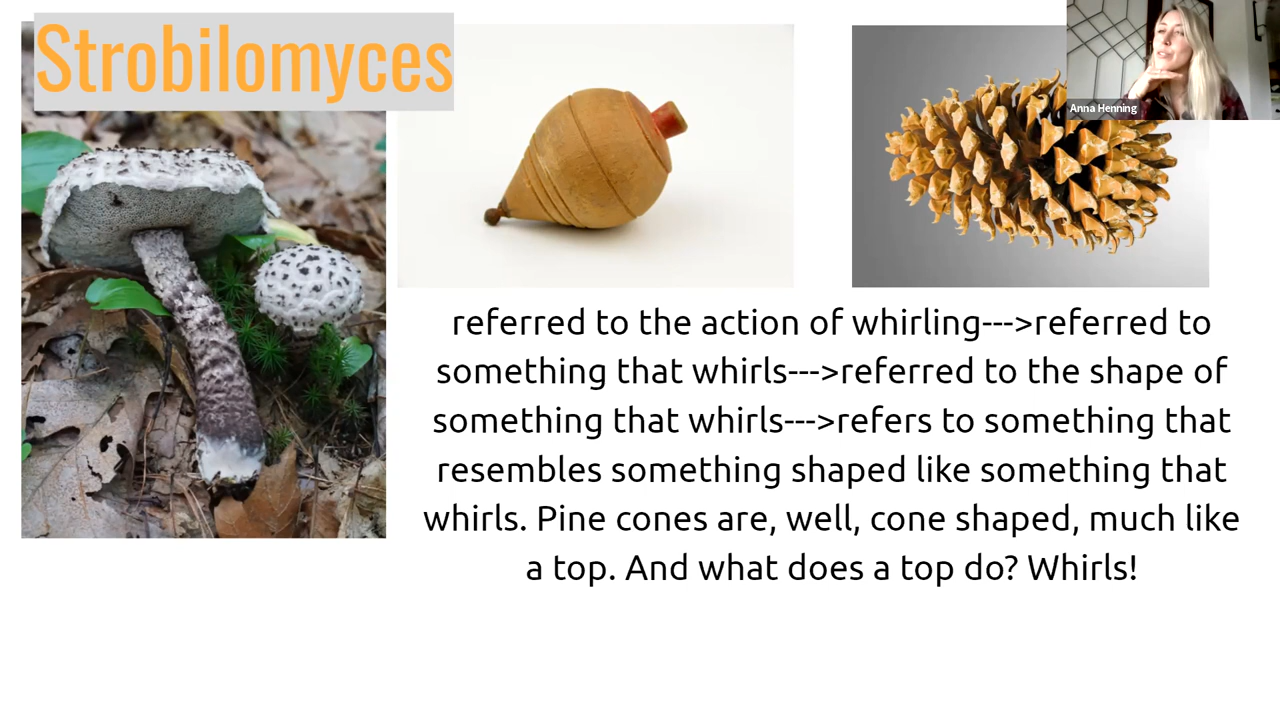 Strobilomyces
Anna Henning
referred to the action of whirling--->referred to
something that whirls--->referred to the shape of
something that whirls--->refers to something that
resembles something shaped like something that
whirls. Pine cones are, well, cone shaped, much like
a top. And what does a top do? Whirls!